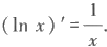 (ln x)′ = 1/x.